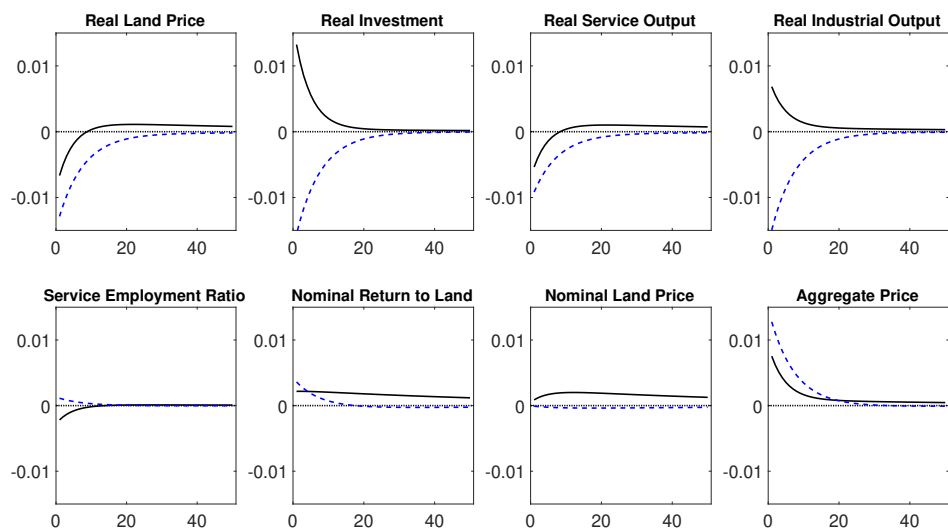 Real Land Price
Real Investment
Real Service Output
Real Industrial Output
0.01
0
-0.01
0 20 40
0.01
0
-0.01
0 20 40
0.01
0
-0.01
0 20 40
0.01
0
-0.01
0 20 40
Service Employment Ratio
Nominal Return to Land
Nominal Land Price
Aggregate Price
0.01
0
-0.01
0 20 40
0.01
0
-0.01
0 20 40
0.01
0
-0.01
0 20 40
0.01
0
-0.01
0 20 40